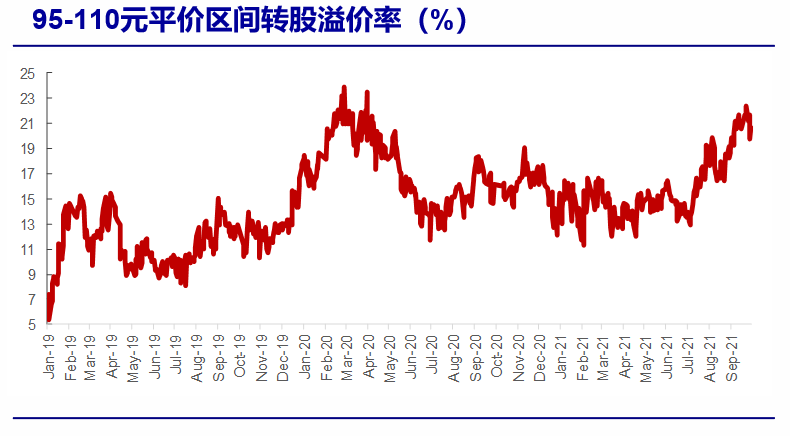 95-110元平价区间转股溢价率（%）
25
23
21
19
17
15
13
11
9
7
5
Jan-19
Feb-19
Mar-19
Apr-19
May-19
Jun-19
Jul-19
Aug-19
Sep-19
Oct-19
Nov-19
Dec-19
Jan-20
Feb-20
Mar-20
Apr-20
May-20
Jun-20
Jul-20
Aug-20
Sep-20
Oct-20
Nov-20
Dec-20
Jan-21
Feb-21
Mar-21
Apr-21
May-21
Jun-21
Jul-21
Aug-21
Sep-21